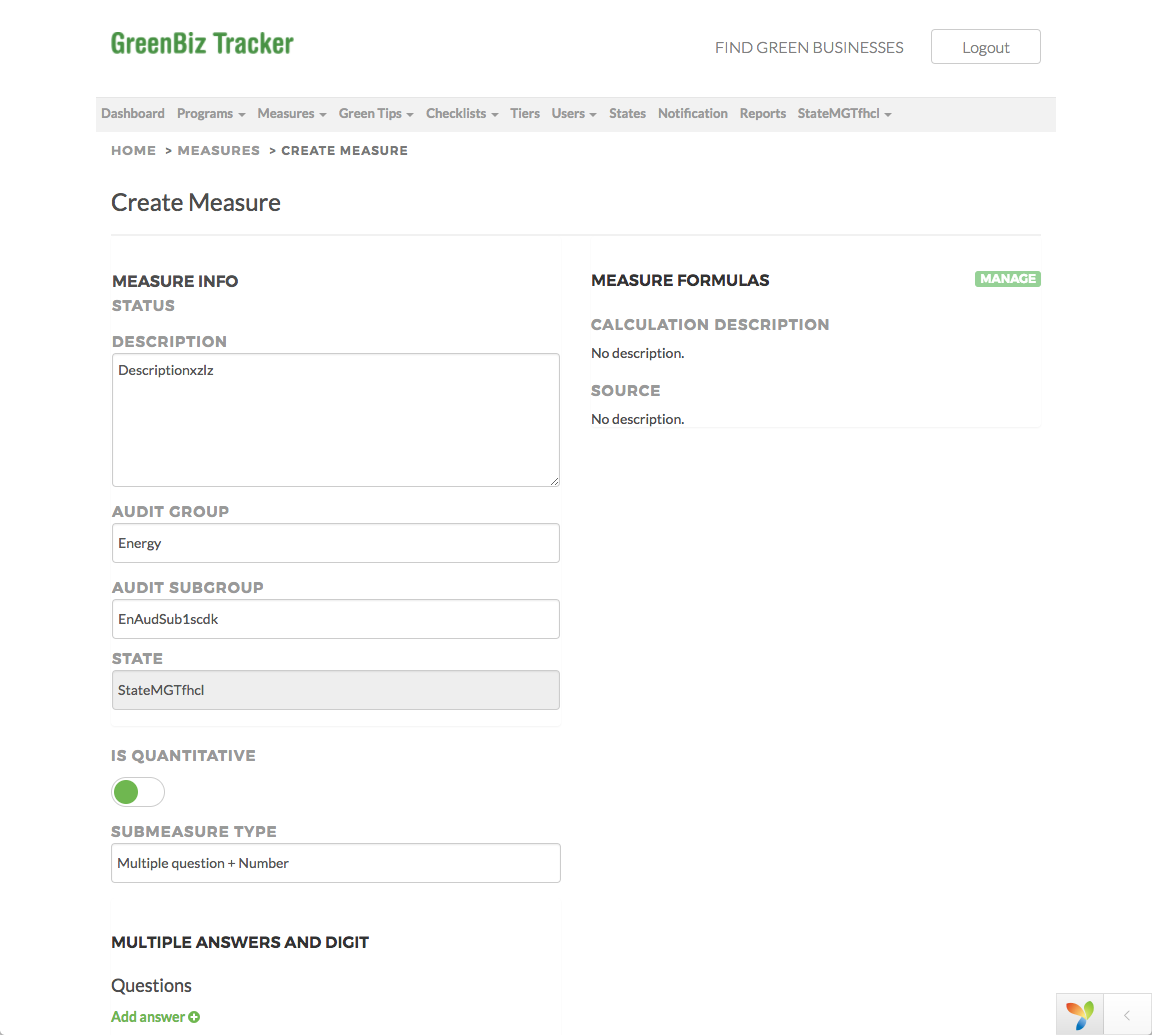 GreenBiz Tracker
FIND GREEN BUSINESSES
Logout
Dashboard Programs Measures Green Tips Checklists Tiers Users States Notification Reports StateMGTfhcl
HOME > MEASURES > CREATE MEASURE
Create Measure
MEASURE INFO
STATUS
DESCRIPTION
Descriptionxzlz
AUDIT GROUP
Energy
AUDIT SUBGROUP
EnAudSub1scdk
STATE
StateMGTfhcl
IS QUANTITATIVE
SUBMEASURE TYPE
Multiple question + Number
MULTIPLE ANSWERS AND DIGIT
Questions
Add answer
MEASURE FORMULAS
MANAGE
CALCULATION DESCRIPTION
No description.
SOURCE
No description.